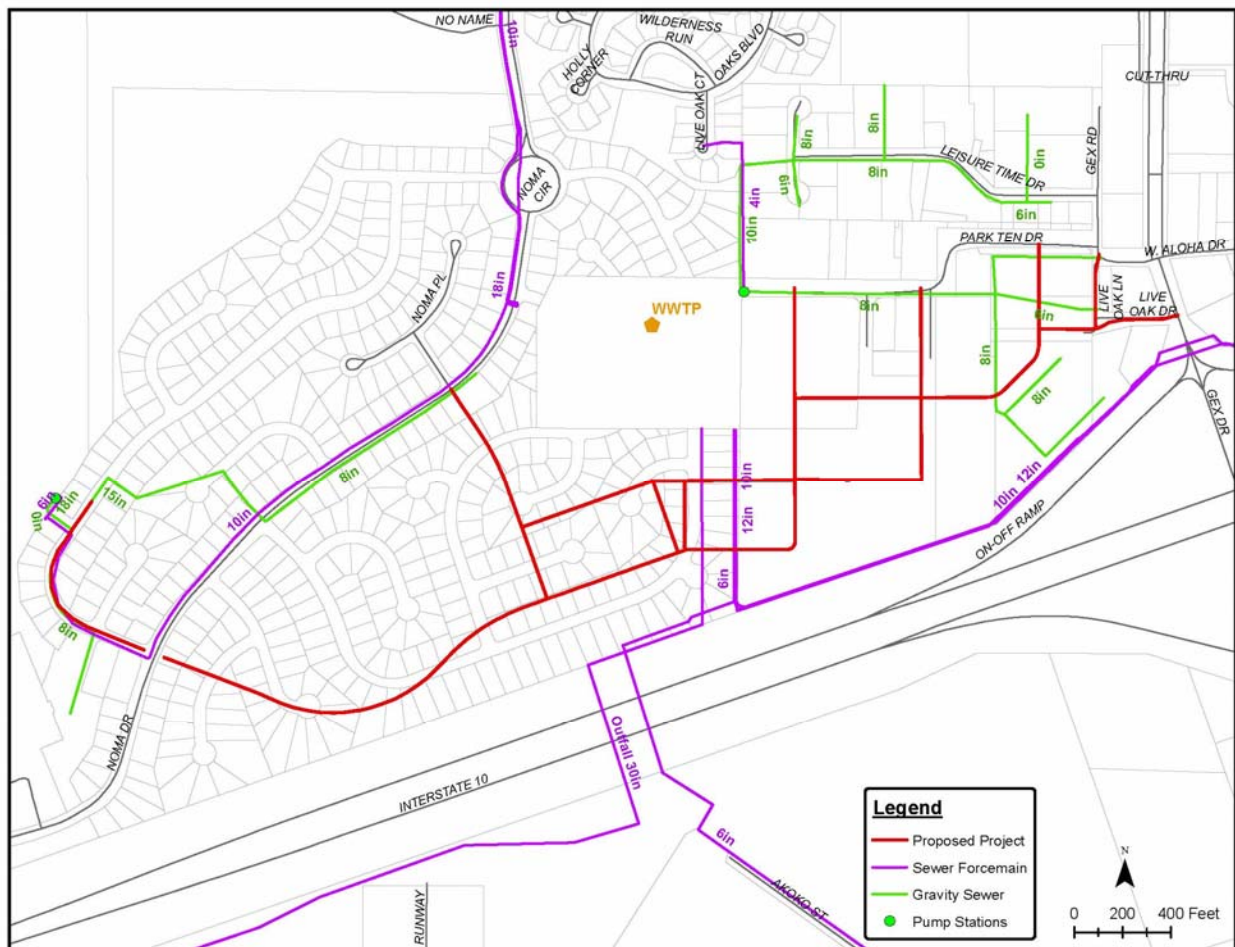 NO NAME
10in
WILDERNESS
RUN
OAKS BLVD
HOLLY
CORNER
LIVE OAK CT
CUT-THRU
8in
8in
0in
GEX RD
LEISURE TIME DR
8in
6in
6in
NOMA
CIR
4in
10in
PARK TEN DR
W. ALOHA DR
NOMA PL
18in
WWTP
8in
LIVE
OAK LN
LIVE
OAK DR
6in
8in
8in
GEX DR
8in
10in
12in
10in 12in
6in
18in
0in
15in
10in
ON-OFF RAMP
6in
8in
NOMA DR
Outfall 30in
INTERSTATE 10
6in
AKOKO ST
RUNWAY
Legend
Proposed Project
Sewer Forcemain
Gravity Sewer
Pump Stations
N
0 200 400 Feet